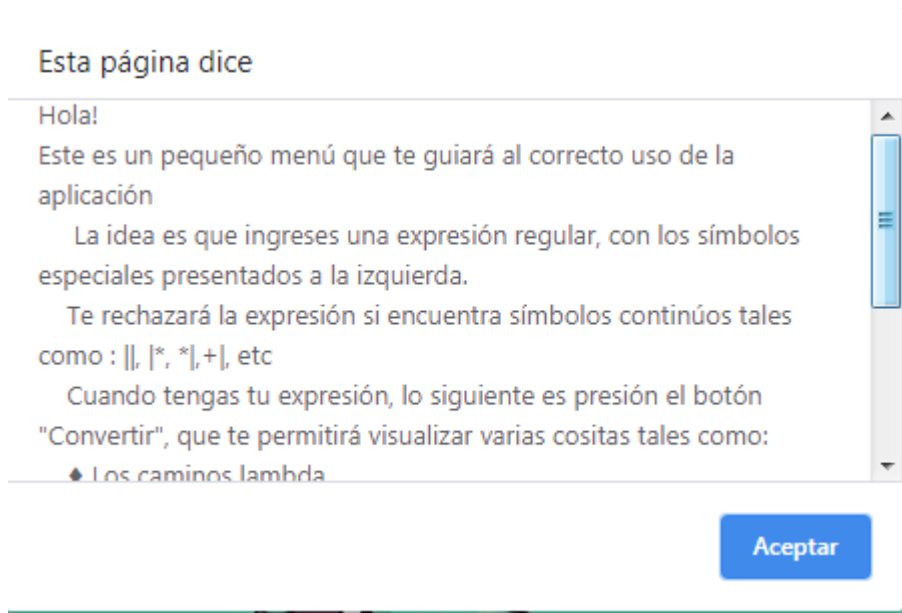 Esta página dice
Hola!
Este es un pequeño menú que te guiará al correcto uso de la
aplicación
La idea es que ingreses una expresión regular, con los símbolos
especiales presentados a la izquierda.
Te rechazará la expresión si encuentra símbolos continúos tales
como : ||, |*, *|,+|, etc
Cuando tengas tu expresión, lo siguiente es presión el botón
"Convertir", que te permitirá visualizar varias cositas tales como:
♦ Los caminos lambda
Aceptar